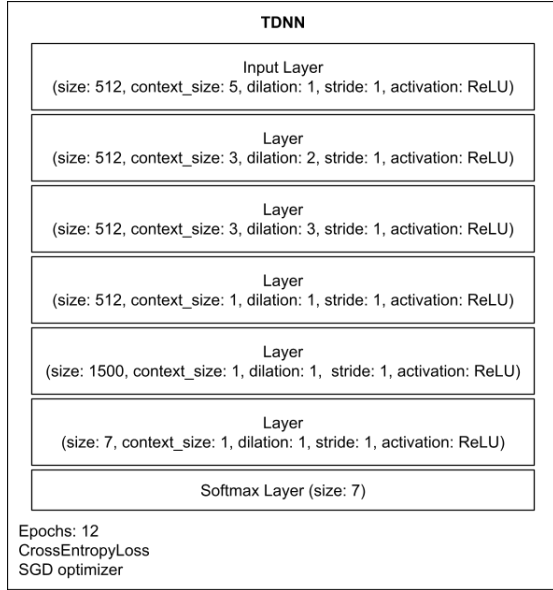 TDNN
Input Layer
(size: 512, context_size: 5, dilation: 1, stride: 1, activation: ReLU)
Layer
(size: 512, context_size: 3, dilation: 2, stride: 1, activation: ReLU)
Layer
(size: 512, context_size: 3, dilation: 3, stride: 1, activation: ReLU)
Layer
(size: 512, context_size: 1, dilation: 1, stride: 1, activation: ReLU)
Layer
(size: 1500, context_size: 1, dilation: 1, stride: 1, activation: ReLU)
Layer
(size: 7, context_size: 1, dilation: 1, stride: 1, activation: ReLU)
Softmax Layer (size: 7)
Epochs: 12
CrossEntropyLoss
SGD optimizer